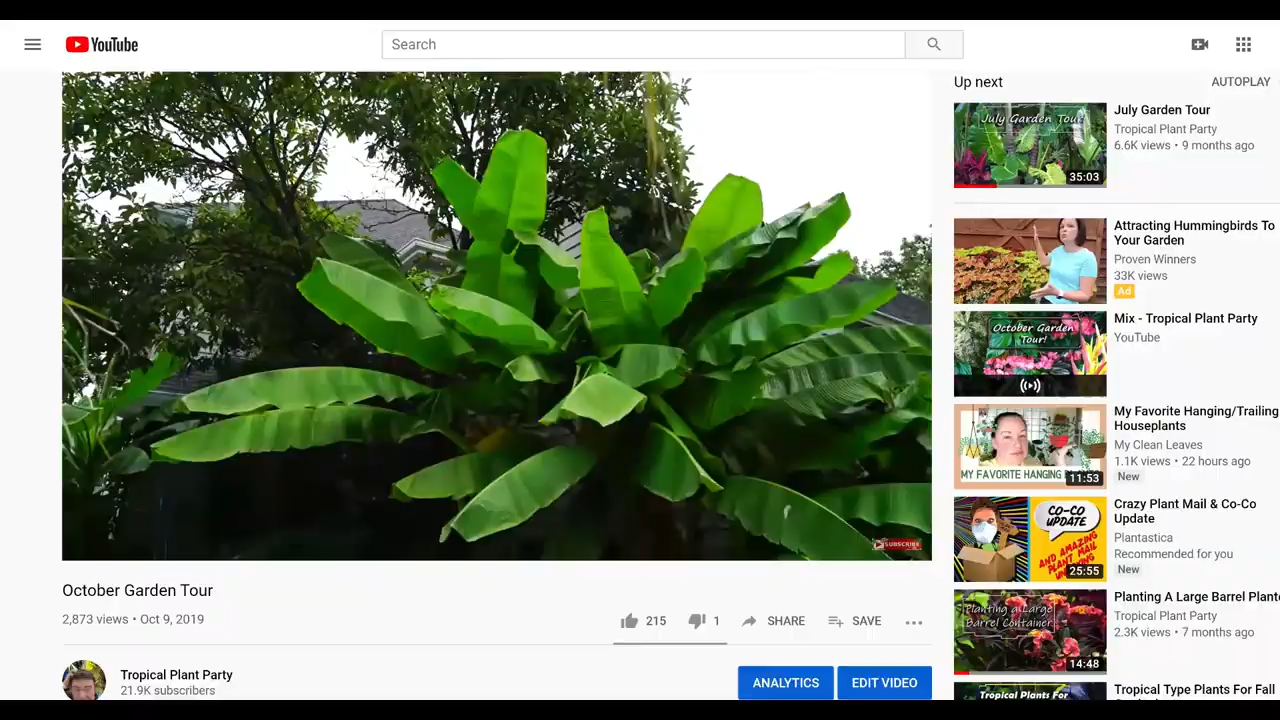 YouTube
Search
Up next
AUTOPLAY
July Garden Tour
35:03
July Garden Tour
Tropical Plant Party
6.6K views • 9 months ago
Attracting Hummingbirds To
Your Garden
Proven Winners
33K views
Ad
October Garden
Tour!
Mix - Tropical Plant Party
YouTube
MY FAVORITE HANGING
11:53
My Favorite Hanging/Trailing
Houseplants
My Clean Leaves
1.1K views • 22 hours ago
New
CO-CO
UPDATE
AND AMAZING
PLANT MAIL
25:55
Crazy Plant Mail & Co-Co
Update
Plantastica
Recommended for you
New
Planting a Large
Barrel Container
14:48
Planting A Large Barrel Plante
Tropical Plant Party
2.3K views • 7 months ago
Tropical Plants For
Tropical Type Plants For Fall
SUBSCRIBE
October Garden Tour
2,873 views • Oct 9, 2019
215
1
SHARE
SAVE
Tropical Plant Party
21.9K subscribers
ANALYTICS
EDIT VIDEO